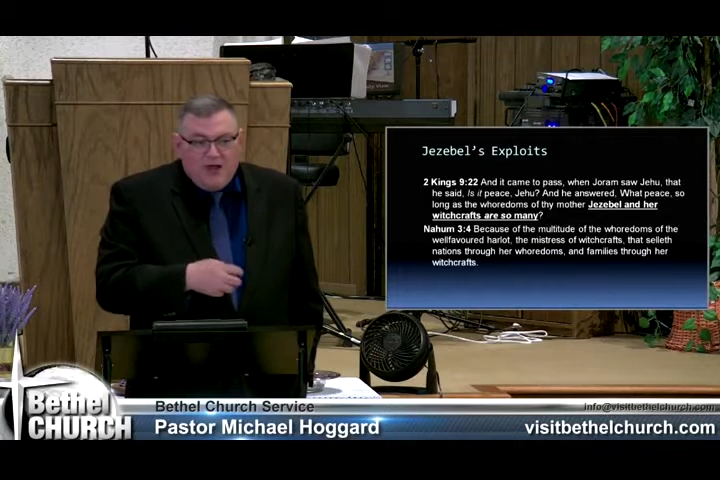 Jezebel's Exploits
2 Kings 9:22 And it came to pass, when Joram saw Jehu, that
he said, Is it peace, Jehu? And he answered, What peace, so
long as the whoredoms of thy mother Jezebel and her
witchcrafts are so many?
Nahum 3:4 Because of the multitude of the whoredoms of the
wellfavoured harlot, the mistress of witchcrafts, that selleth
nations through her whoredoms, and families through her
witchcrafts.
Bethel
CHURCH
Bethel Church Service
info@visitbethelchurch.com
Pastor Michael Hoggard
visitbethelchurch.com